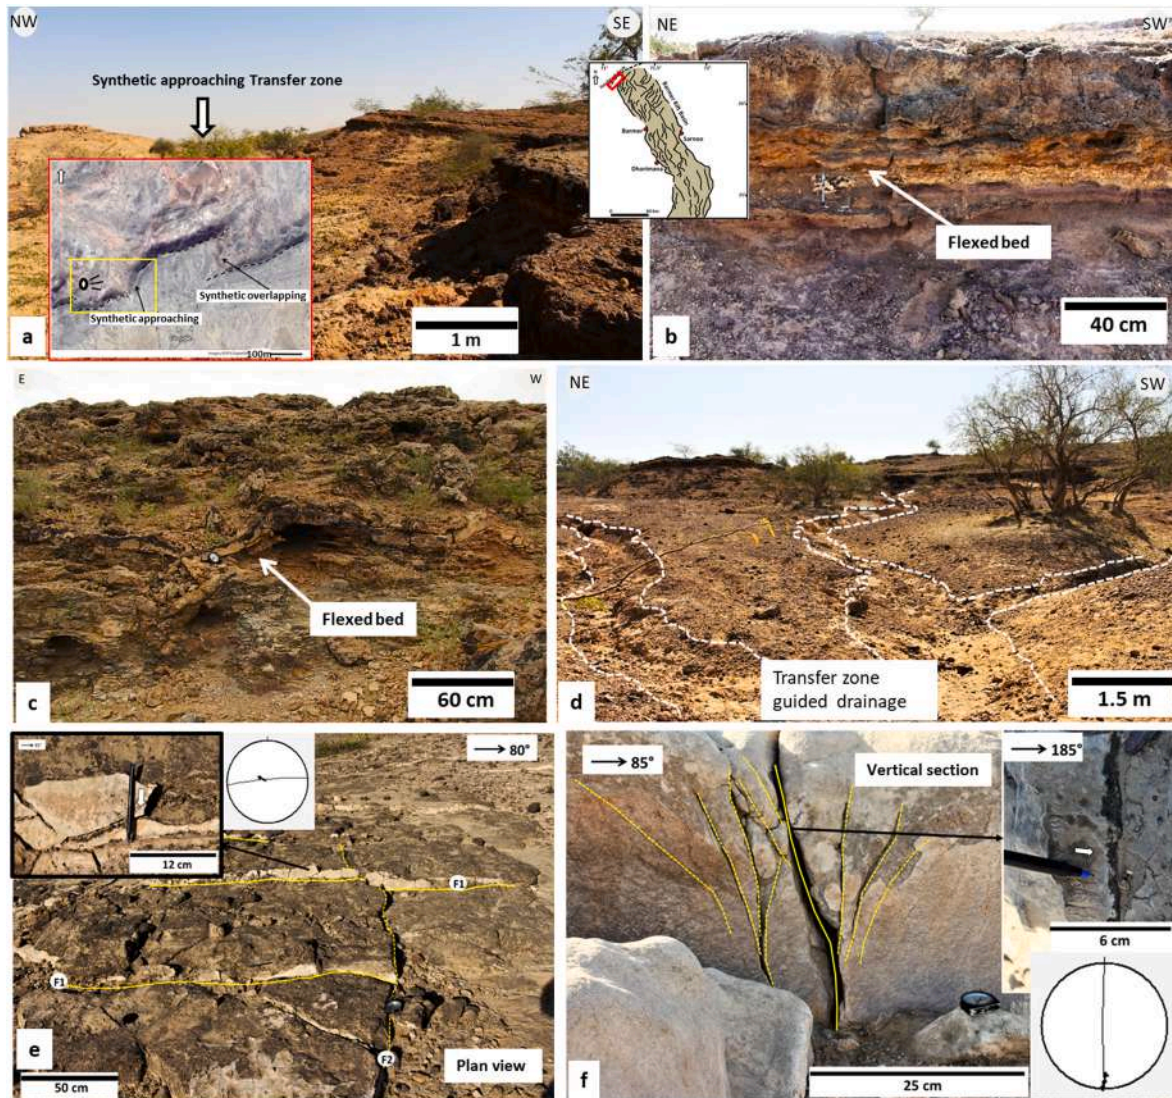 NW
SE
Synthetic approaching Transfer zone
Synthetic overlapping
Synthetic approaching
100m
a
1 m
Barmer
Sarnoo
Dhorimana
NE
SW
Flexed bed
b
40 cm
E
W
Flexed bed
c
60 cm
NE
SW
Transfer zone
guided drainage
d
1.5 m
80°
12 cm
F1
F1
F2
e
50 cm
Plan view
85°
Vertical section
185°
6 cm
f
25 cm